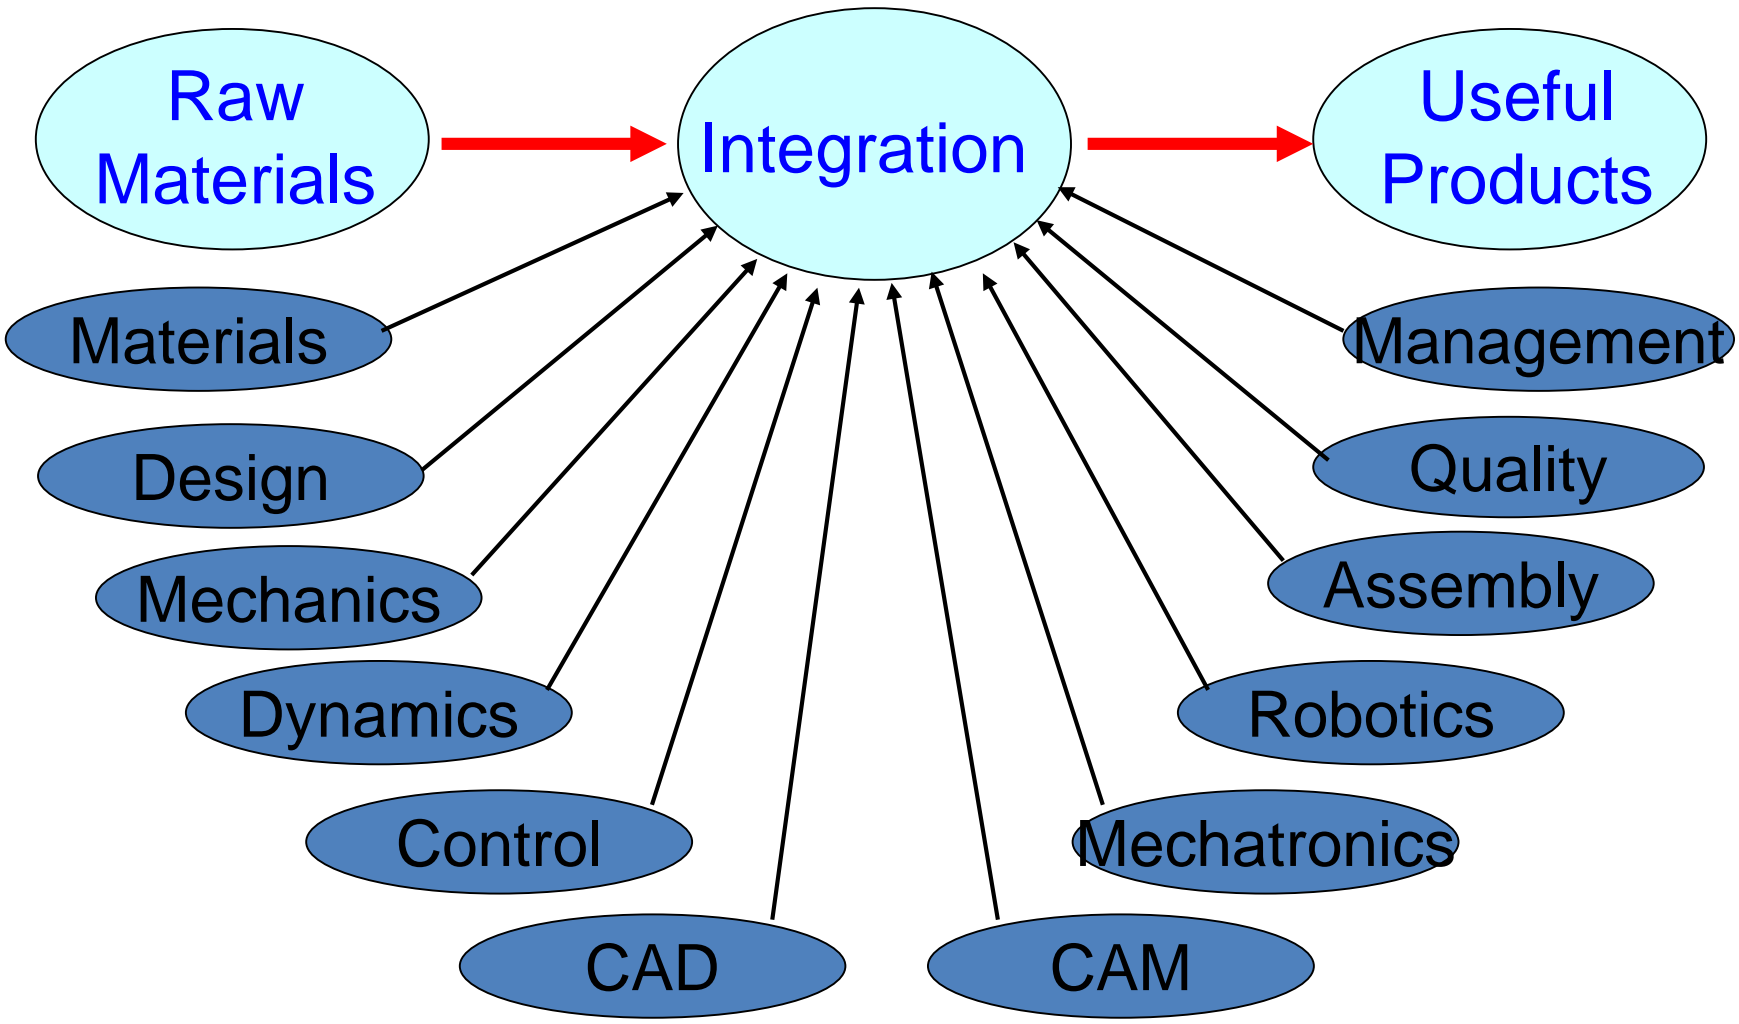 Raw
Materials
Integration
Useful
Products
Materials
Management
Design
Quality
Mechanics
Assembly
Dynamics
Robotics
Control
Mechatronics
CAD
CAM